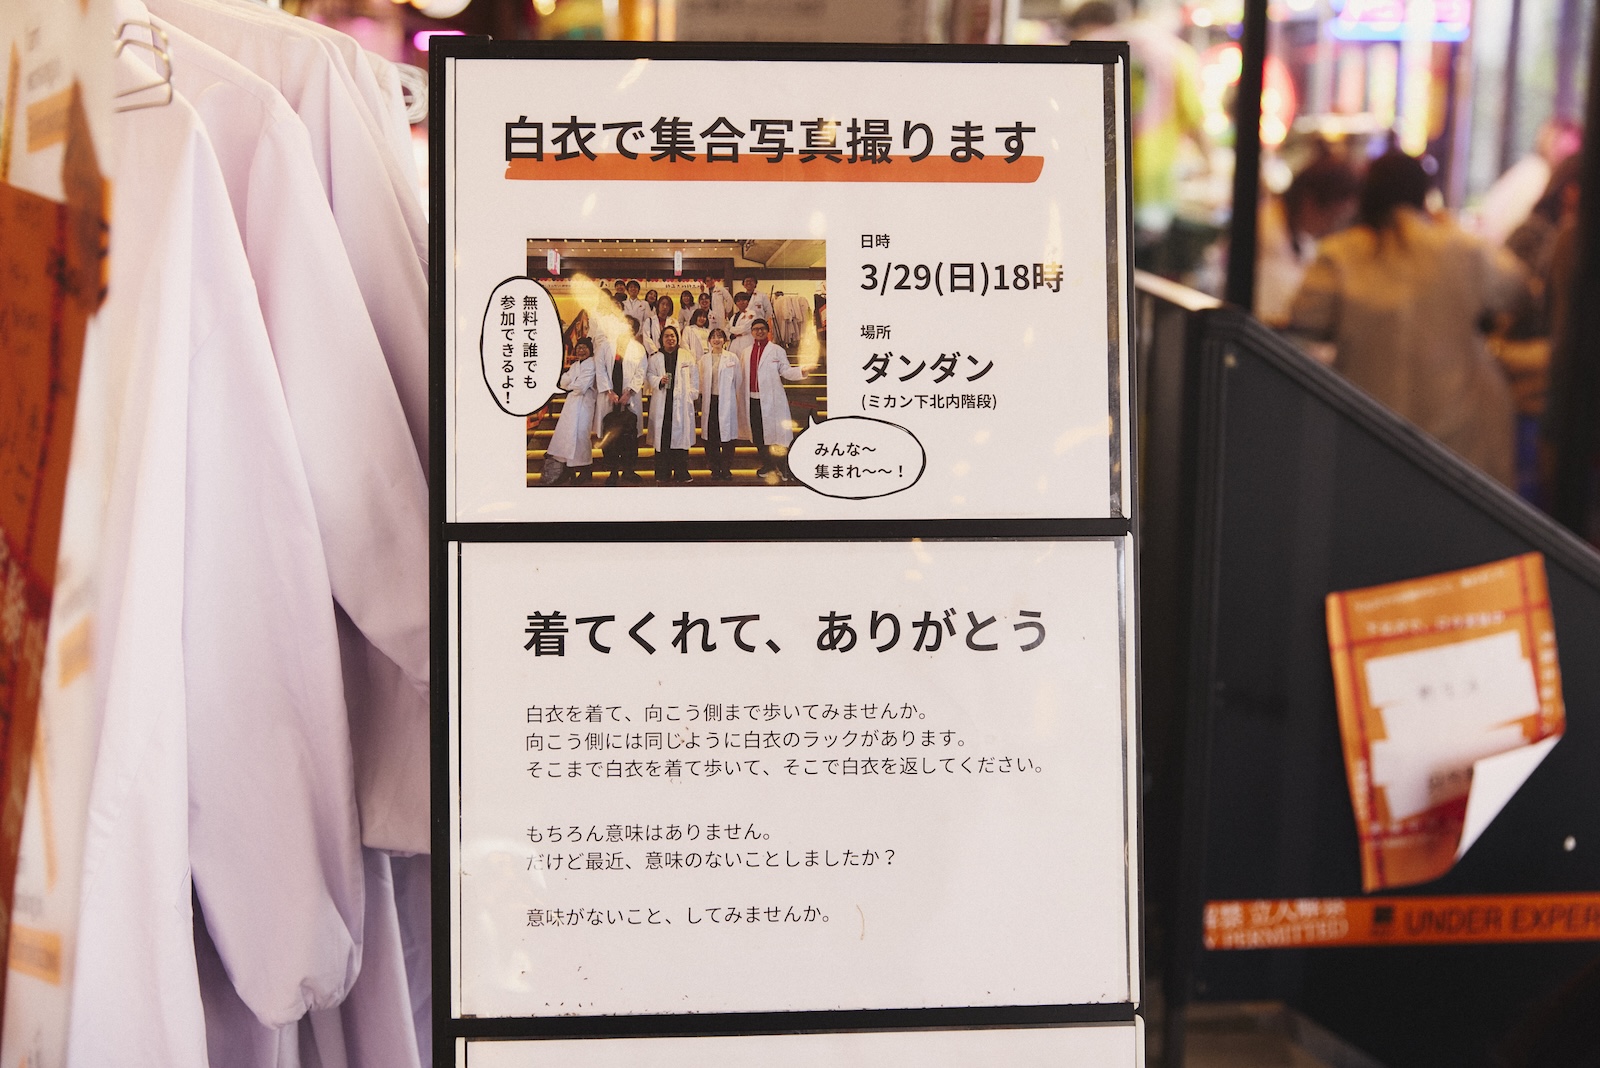 白衣で集合写真撮ります
日時
3/29(日)18時
場所
ダンダン
(ミカン下北内階段)
無料で誰でも
参加できるよ！
みんな〜
集まれ〜〜！
着てくれて、ありがとう
白衣を着て、向こう側まで歩いてみませんか。
向こう側には同じように白衣のラックがあります。
そこまで白衣を着て歩いて、そこで白衣を返してください。
もちろん意味はありません。
だけど最近、意味のないことしましたか？
意味がないこと、してみませんか。
UNDER EXPER
PERMITTED